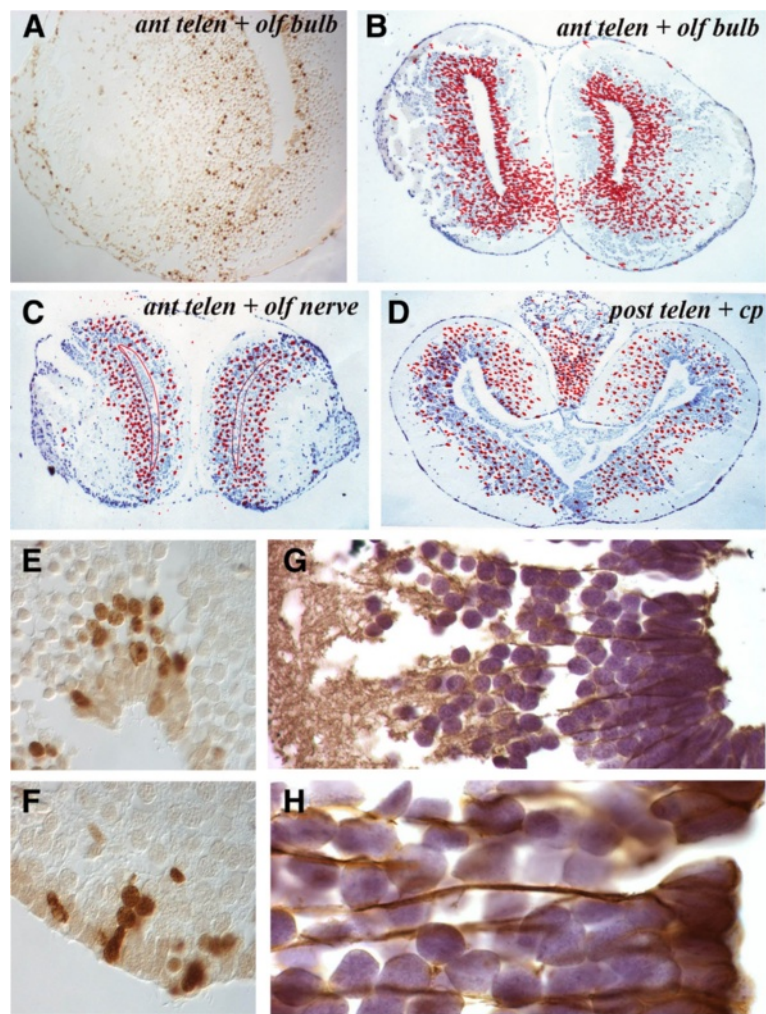 A ant telen + olf bulb
B ant telen + olf bulb
C ant telen + olf nerve
D post telen + cp
E
G
F
H